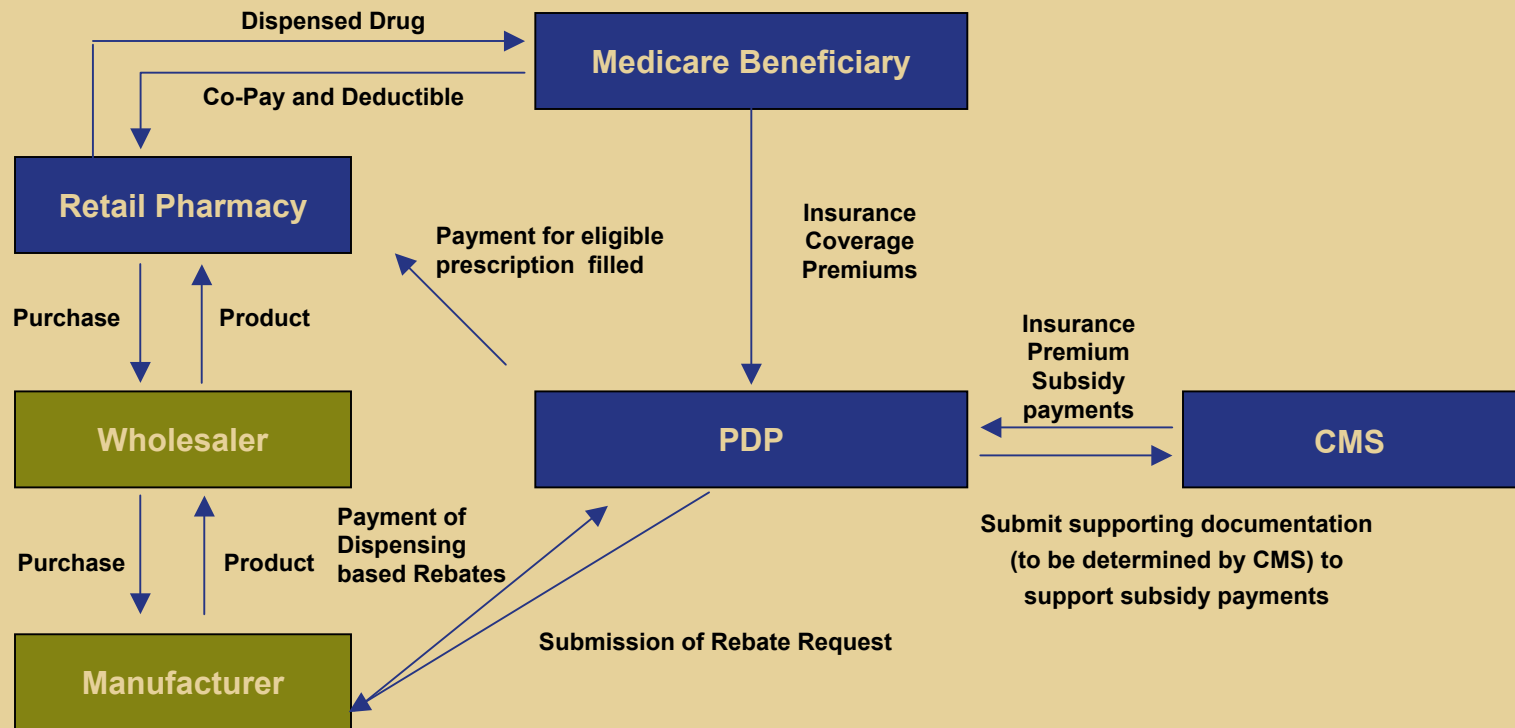 Dispensed Drug
Medicare Beneficiary
Co-Pay and Deductible
Retail Pharmacy
Payment for eligible
prescription filled
Insurance
Coverage
Premiums
Purchase
Product
Insurance
Premium
Subsidy
payments
Wholesaler
PDP
CMS
Payment of
Dispensing
based Rebates
Purchase
Product
Submit supporting documentation
(to be determined by CMS) to
support subsidy payments
Submission of Rebate Request
Manufacturer